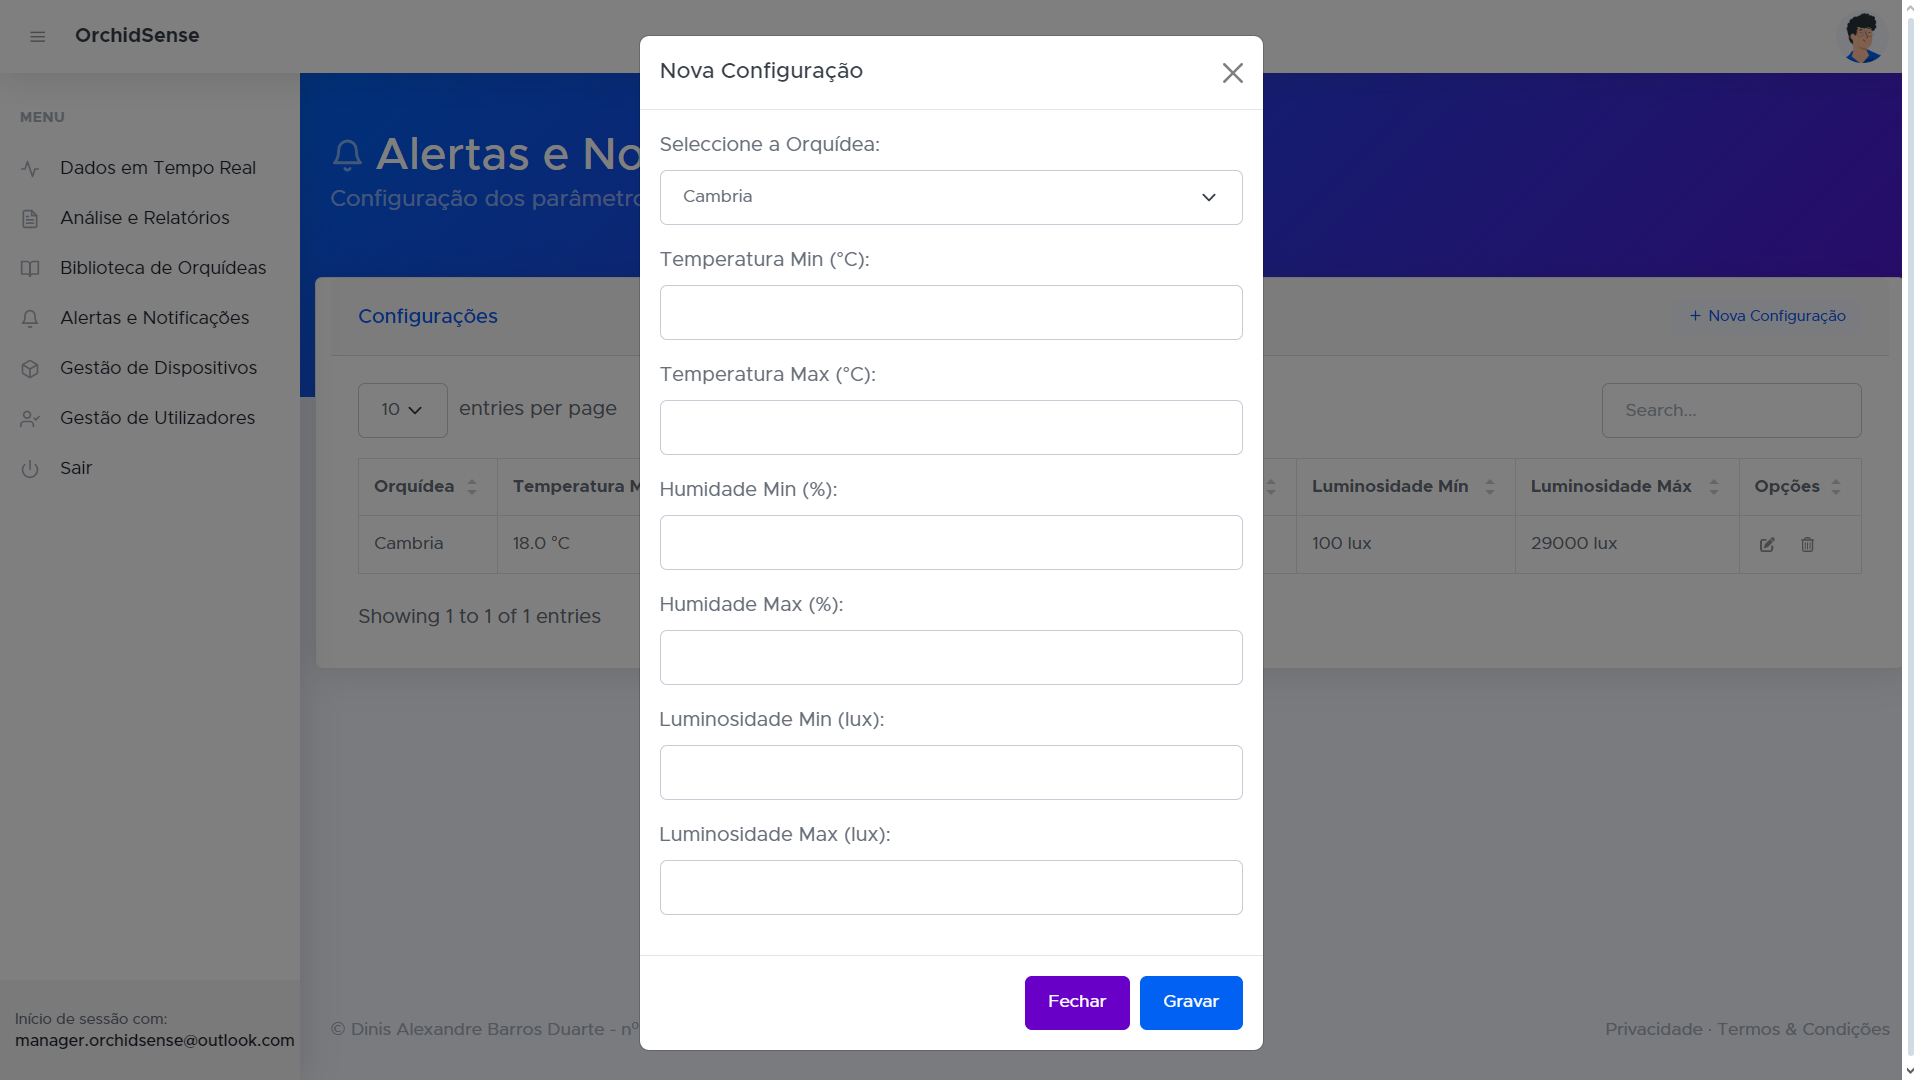 OrchidSense
MENU
Dados em Tempo Real
Análise e Relatórios
Biblioteca de Orquídeas
Alertas e Notificações
Gestão de Dispositivos
Gestão de Utilizadores
Sair
Início de sessão com:
manager.orchidsense@outlook.com
Alertas e No
Configuração dos parâmetro
Configurações
+ Nova Configuração
10 entries per page
Search...
Orquídea Temperatura M Luminosidade Mín Luminosidade Máx Opções
Cambria 18.0 °C 100 lux 29000 lux
Showing 1 to 1 of 1 entries
© Dinis Alexandre Barros Duarte - nº
Privacidade · Termos & Condições
Nova Configuração
Seleccione a Orquídea:
Cambria
Temperatura Min (°C):
Temperatura Max (°C):
Humidade Min (%):
Humidade Max (%):
Luminosidade Min (lux):
Luminosidade Max (lux):
Fechar
Gravar